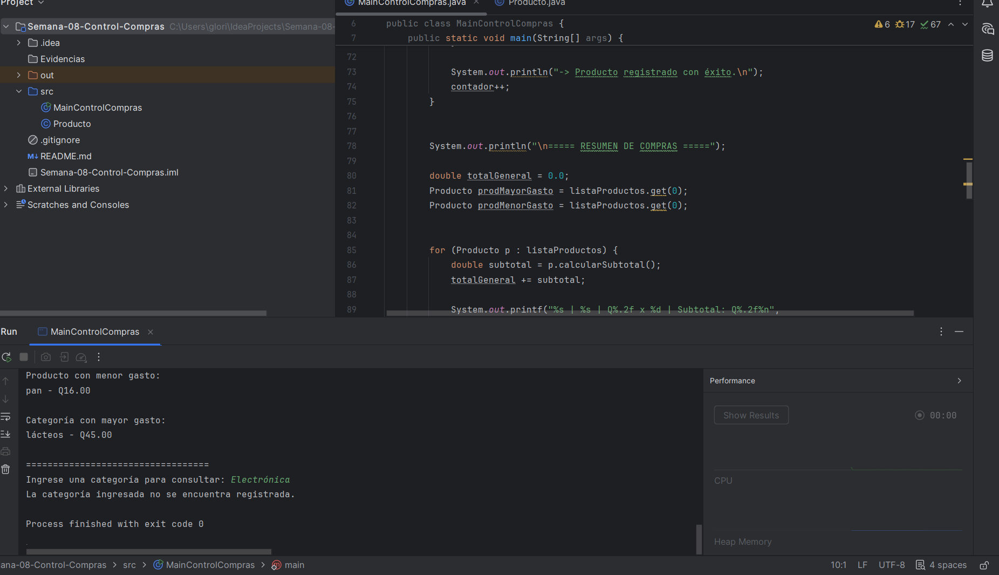 Project
Semana-08-Control-Compras C:\Users\glori\IdeaProjects\Semana-08-
.idea
Evidencias
out
src
MainControlCompras
Producto
.gitignore
M↓ README.md
Semana-08-Control-Compras.iml
External Libraries
Scratches and Consoles
MainControlCompras.java
Producto.java
6 17 67
6 public class MainControlCompras {
7 public static void main(String[] args) {
72
73 System.out.println("-> Producto registrado con éxito.\n");
74 contador++;
75 }
76
77
78 System.out.println("\n===== RESUMEN DE COMPRAS =====");
79
80 double totalGeneral = 0.0;
81 Producto prodMayorGasto = listaProductos.get(0);
82 Producto prodMenorGasto = listaProductos.get(0);
83
84
85 for (Producto p : listaProductos) {
86 double subtotal = p.calcularSubtotal();
87 totalGeneral += subtotal;
88
89 System.out.printf("%s | %s | Q%.2f x %d | Subtotal: Q%.2f%n",
Run MainControlCompras
Producto con menor gasto:
pan - Q16.00
Categoría con mayor gasto:
lácteos - Q45.00
==================================
Ingrese una categoría para consultar: Electrónica
La categoría ingresada no se encuentra registrada.
Process finished with exit code 0
Performance
Show Results 00:00
CPU
Heap Memory
ana-08-Control-Compras > src > MainControlCompras > main
10:1 LF UTF-8 4 spaces